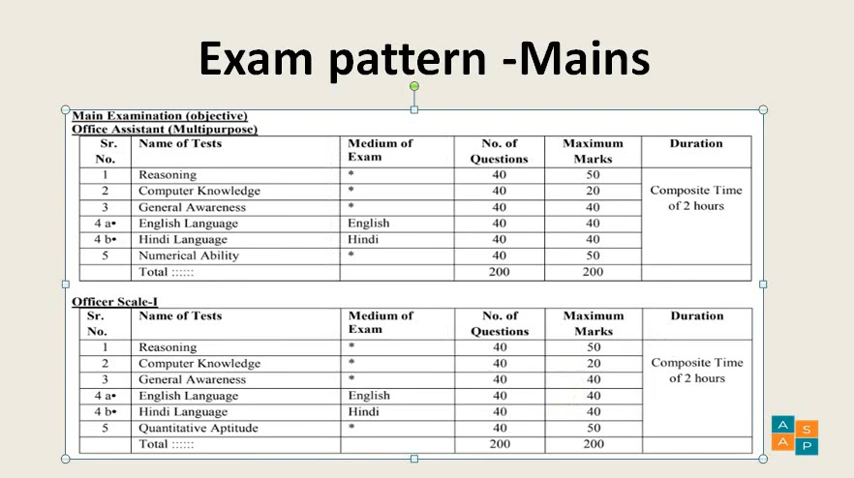 Exam pattern -Mains
Main Examination (objective)
Office Assistant (Multipurpose)
Sr. No. Name of Tests Medium of Exam No. of Questions Maximum Marks Duration
1 Reasoning * 40 50 Composite Time of 2 hours
2 Computer Knowledge * 40 20
3 General Awareness * 40 40
4 a• English Language English 40 40
4 b• Hindi Language Hindi 40 40
5 Numerical Ability * 40 50
Total :::::: 200 200
Officer Scale-I
Sr. No. Name of Tests Medium of Exam No. of Questions Maximum Marks Duration
1 Reasoning * 40 50 Composite Time of 2 hours
2 Computer Knowledge * 40 20
3 General Awareness * 40 40
4 a• English Language English 40 40
4 b• Hindi Language Hindi 40 40
5 Quantitative Aptitude * 40 50
Total :::::: 200 200
A S
A P